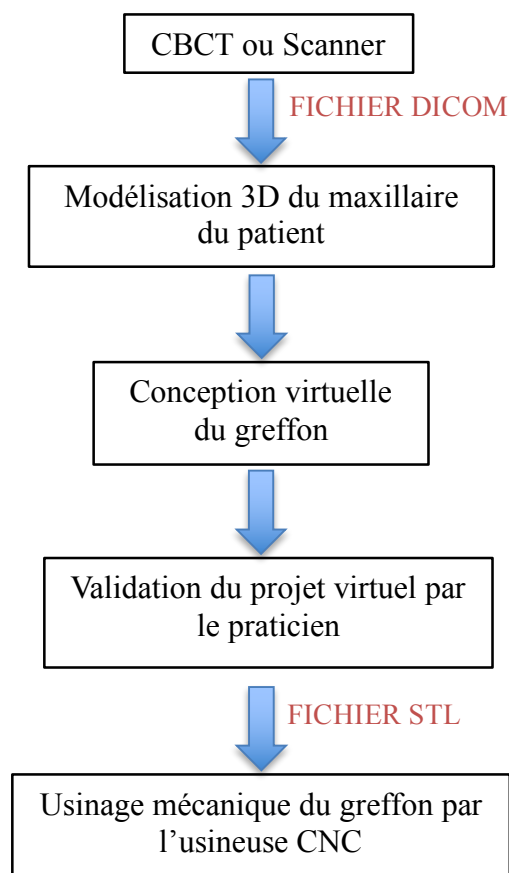 CBCT ou Scanner
FICHIER DICOM
Modélisation 3D du maxillaire
du patient
Conception virtuelle
du greffon
Validation du projet virtuel par
le praticien
FICHIER STL
Usinage mécanique du greffon par
l’usineuse CNC